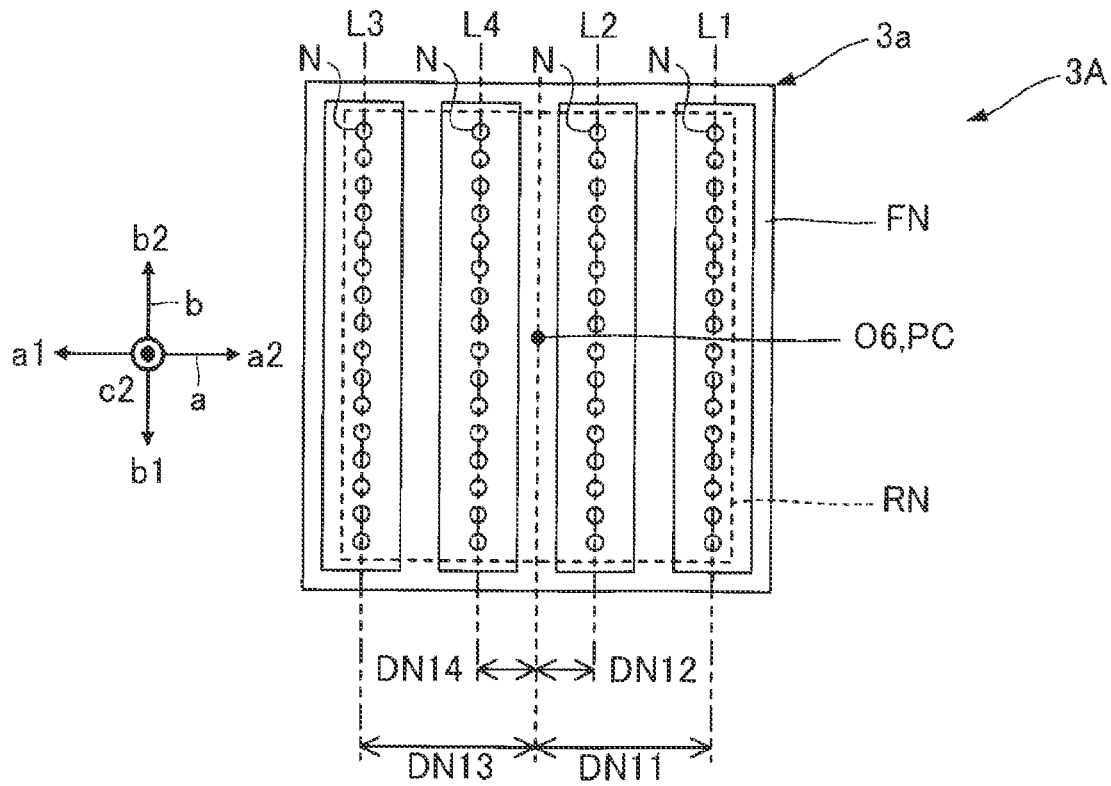 L3 L4 L2 L1
3a
N N N N
3A
FN
b2
b
O6,PC
a1 a2
c2 a
b1
RN
DN14 DN12
DN13 DN11